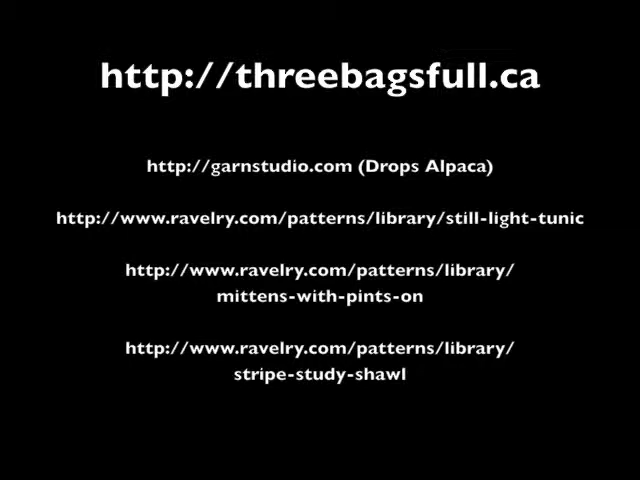 http://threebagsfull.ca
http://garnstudio.com (Drops Alpaca)
http://www.ravelry.com/patterns/library/still-light-tunic
http://www.ravelry.com/patterns/library/
mittens-with-pints-on
http://www.ravelry.com/patterns/library/
stripe-study-shawl